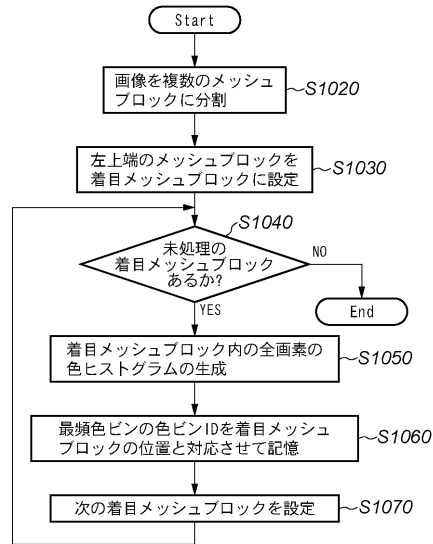 Start
画像を複数のメッシュ
ブロックに分割
S1020
左上端のメッシュブロックを
着目メッシュブロックに設定
S1030
S1040
未処理の
着目メッシュブロック
あるか?
NO
End
YES
着目メッシュブロック内の全画素の
色ヒストグラムの生成
S1050
最頻色ビンの色ビンIDを着目メッシュ
ブロックの位置と対応させて記憶
S1060
次の着目メッシュブロックを設定
S1070